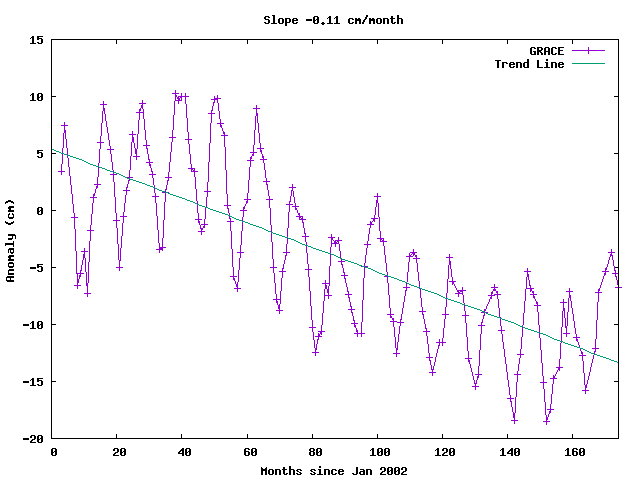 Slope -0.11 cm/month
GRACE
Trend Line
15
10
5
0
-5
-10
-15
-20
Anomaly (cm)
0 20 40 60 80 100 120 140 160
Months since Jan 2002